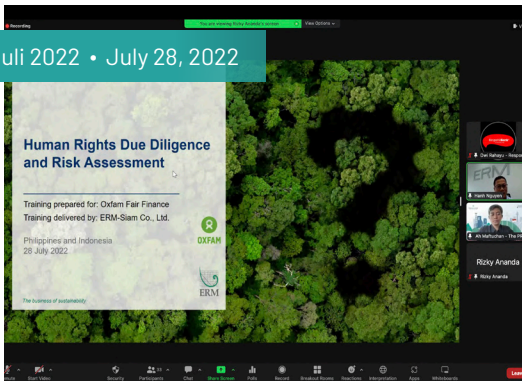 Recording
You are viewing Rizky Ananda's screen
View Options
uli 2022 • July 28, 2022
Human Rights Due Diligence
and Risk Assessment
Training prepared for: Oxfam Fair Finance
Training delivered by: ERM-Siam Co., Ltd.
Philippines and Indonesia
28 July 2022
OXFAM
ERM
The business of sustainability
Dwi Rahayu - Respo
ERM
Hanh Nguyen
Ah Maftuchan - The PR
Rizky Ananda
Rizky Ananda
Start Video
Security
Participants
Chat
Share Screen
Polls
Record
Breakout Rooms
Reactions
Interpretation
Apps
Whiteboards
Leave